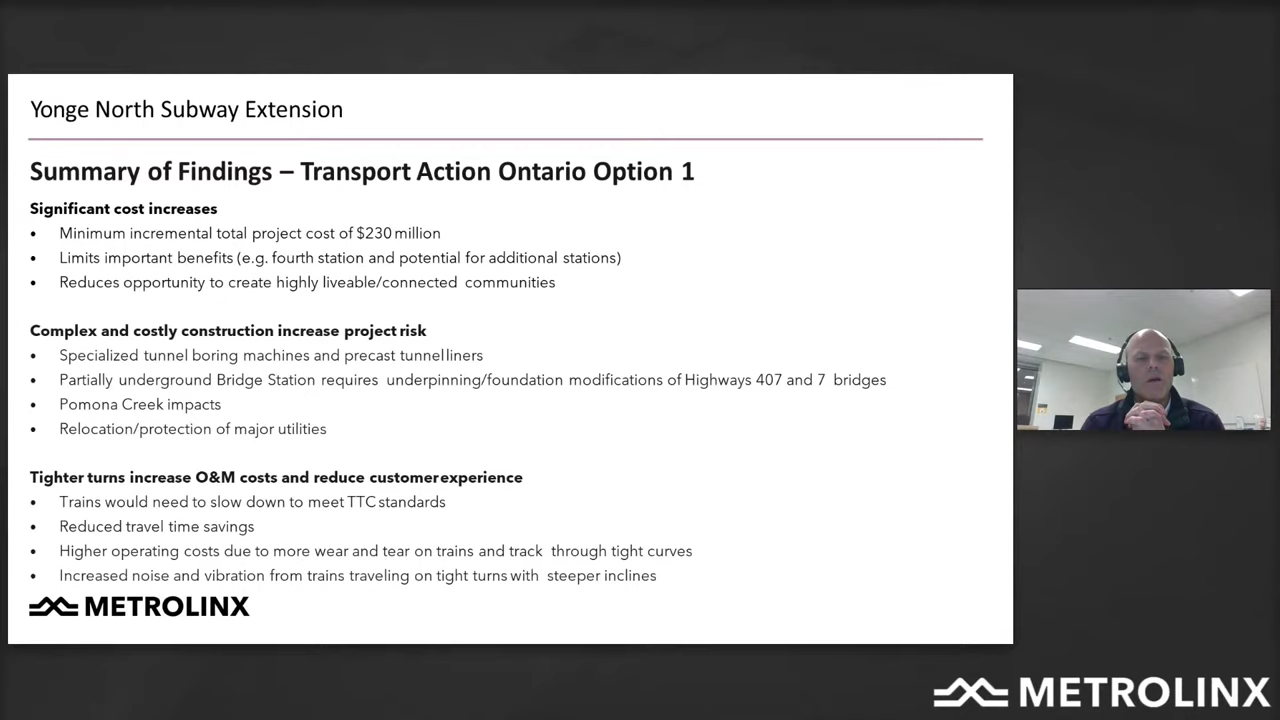 Yonge North Subway Extension
Summary of Findings – Transport Action Ontario Option 1
Significant cost increases
• Minimum incremental total project cost of $230 million
• Limits important benefits (e.g. fourth station and potential for additional stations)
• Reduces opportunity to create highly liveable/connected communities
Complex and costly construction increase project risk
• Specialized tunnel boring machines and precast tunnel liners
• Partially underground Bridge Station requires underpinning/foundation modifications of Highways 407 and 7 bridges
• Pomona Creek impacts
• Relocation/protection of major utilities
Tighter turns increase O&M costs and reduce customer experience
• Trains would need to slow down to meet TTC standards
• Reduced travel time savings
• Higher operating costs due to more wear and tear on trains and track through tight curves
• Increased noise and vibration from trains traveling on tight turns with steeper inclines
METROLINX
METROLINX